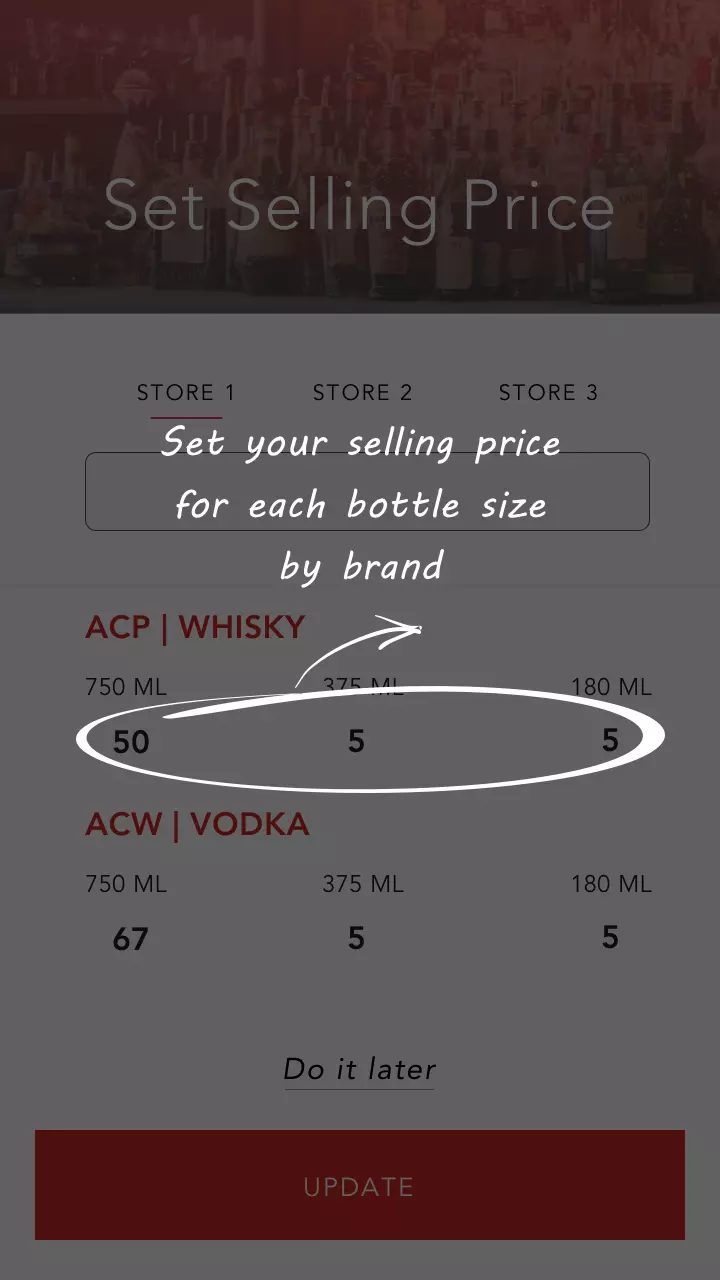 Set Selling Price
STORE 1 STORE 2 STORE 3
Set your selling price
for each bottle size
by brand
ACP | WHISKY
750 ML 375 ML 180 ML
50 5 5
ACW | VODKA
750 ML 375 ML 180 ML
67 5 5
Do it later
UPDATE